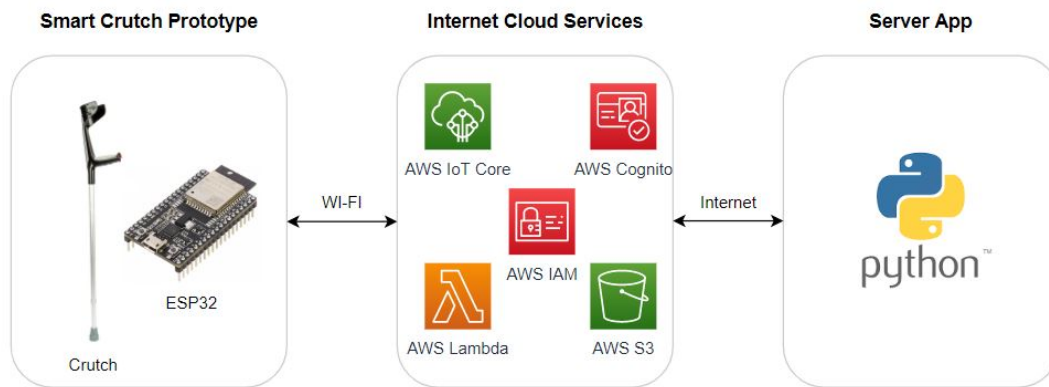 Smart Crutch Prototype
Internet Cloud Services
Server App
AWS IoT Core
AWS Cognito
WI-FI
Internet
AWS IAM
python™
ESP32
AWS Lambda
AWS S3
Crutch